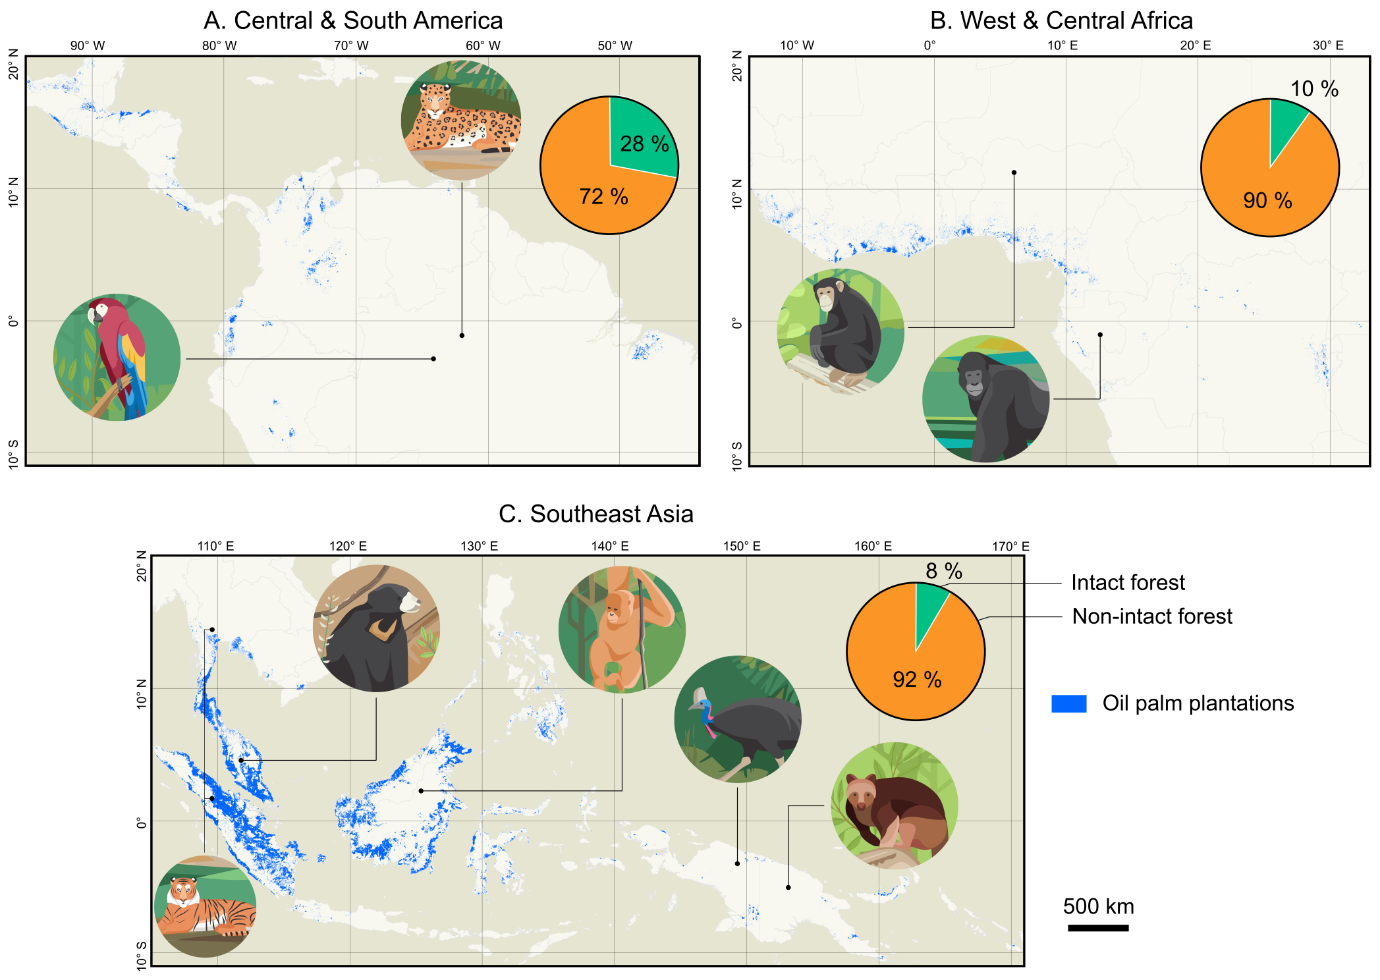 A. Central & South America
90° W 80° W 70° W 60° W 50° W
20° N
10° N
0°
10° S
28 %
72 %
B. West & Central Africa
10° W 0° 10° E 20° E 30° E
20° N
10° N
0°
10° S
10 %
90 %
C. Southeast Asia
110° E 120° E 130° E 140° E 150° E 160° E 170° E
20° N
10° N
0°
10° S
8 %
92 %
Intact forest
Non-intact forest
Oil palm plantations
500 km